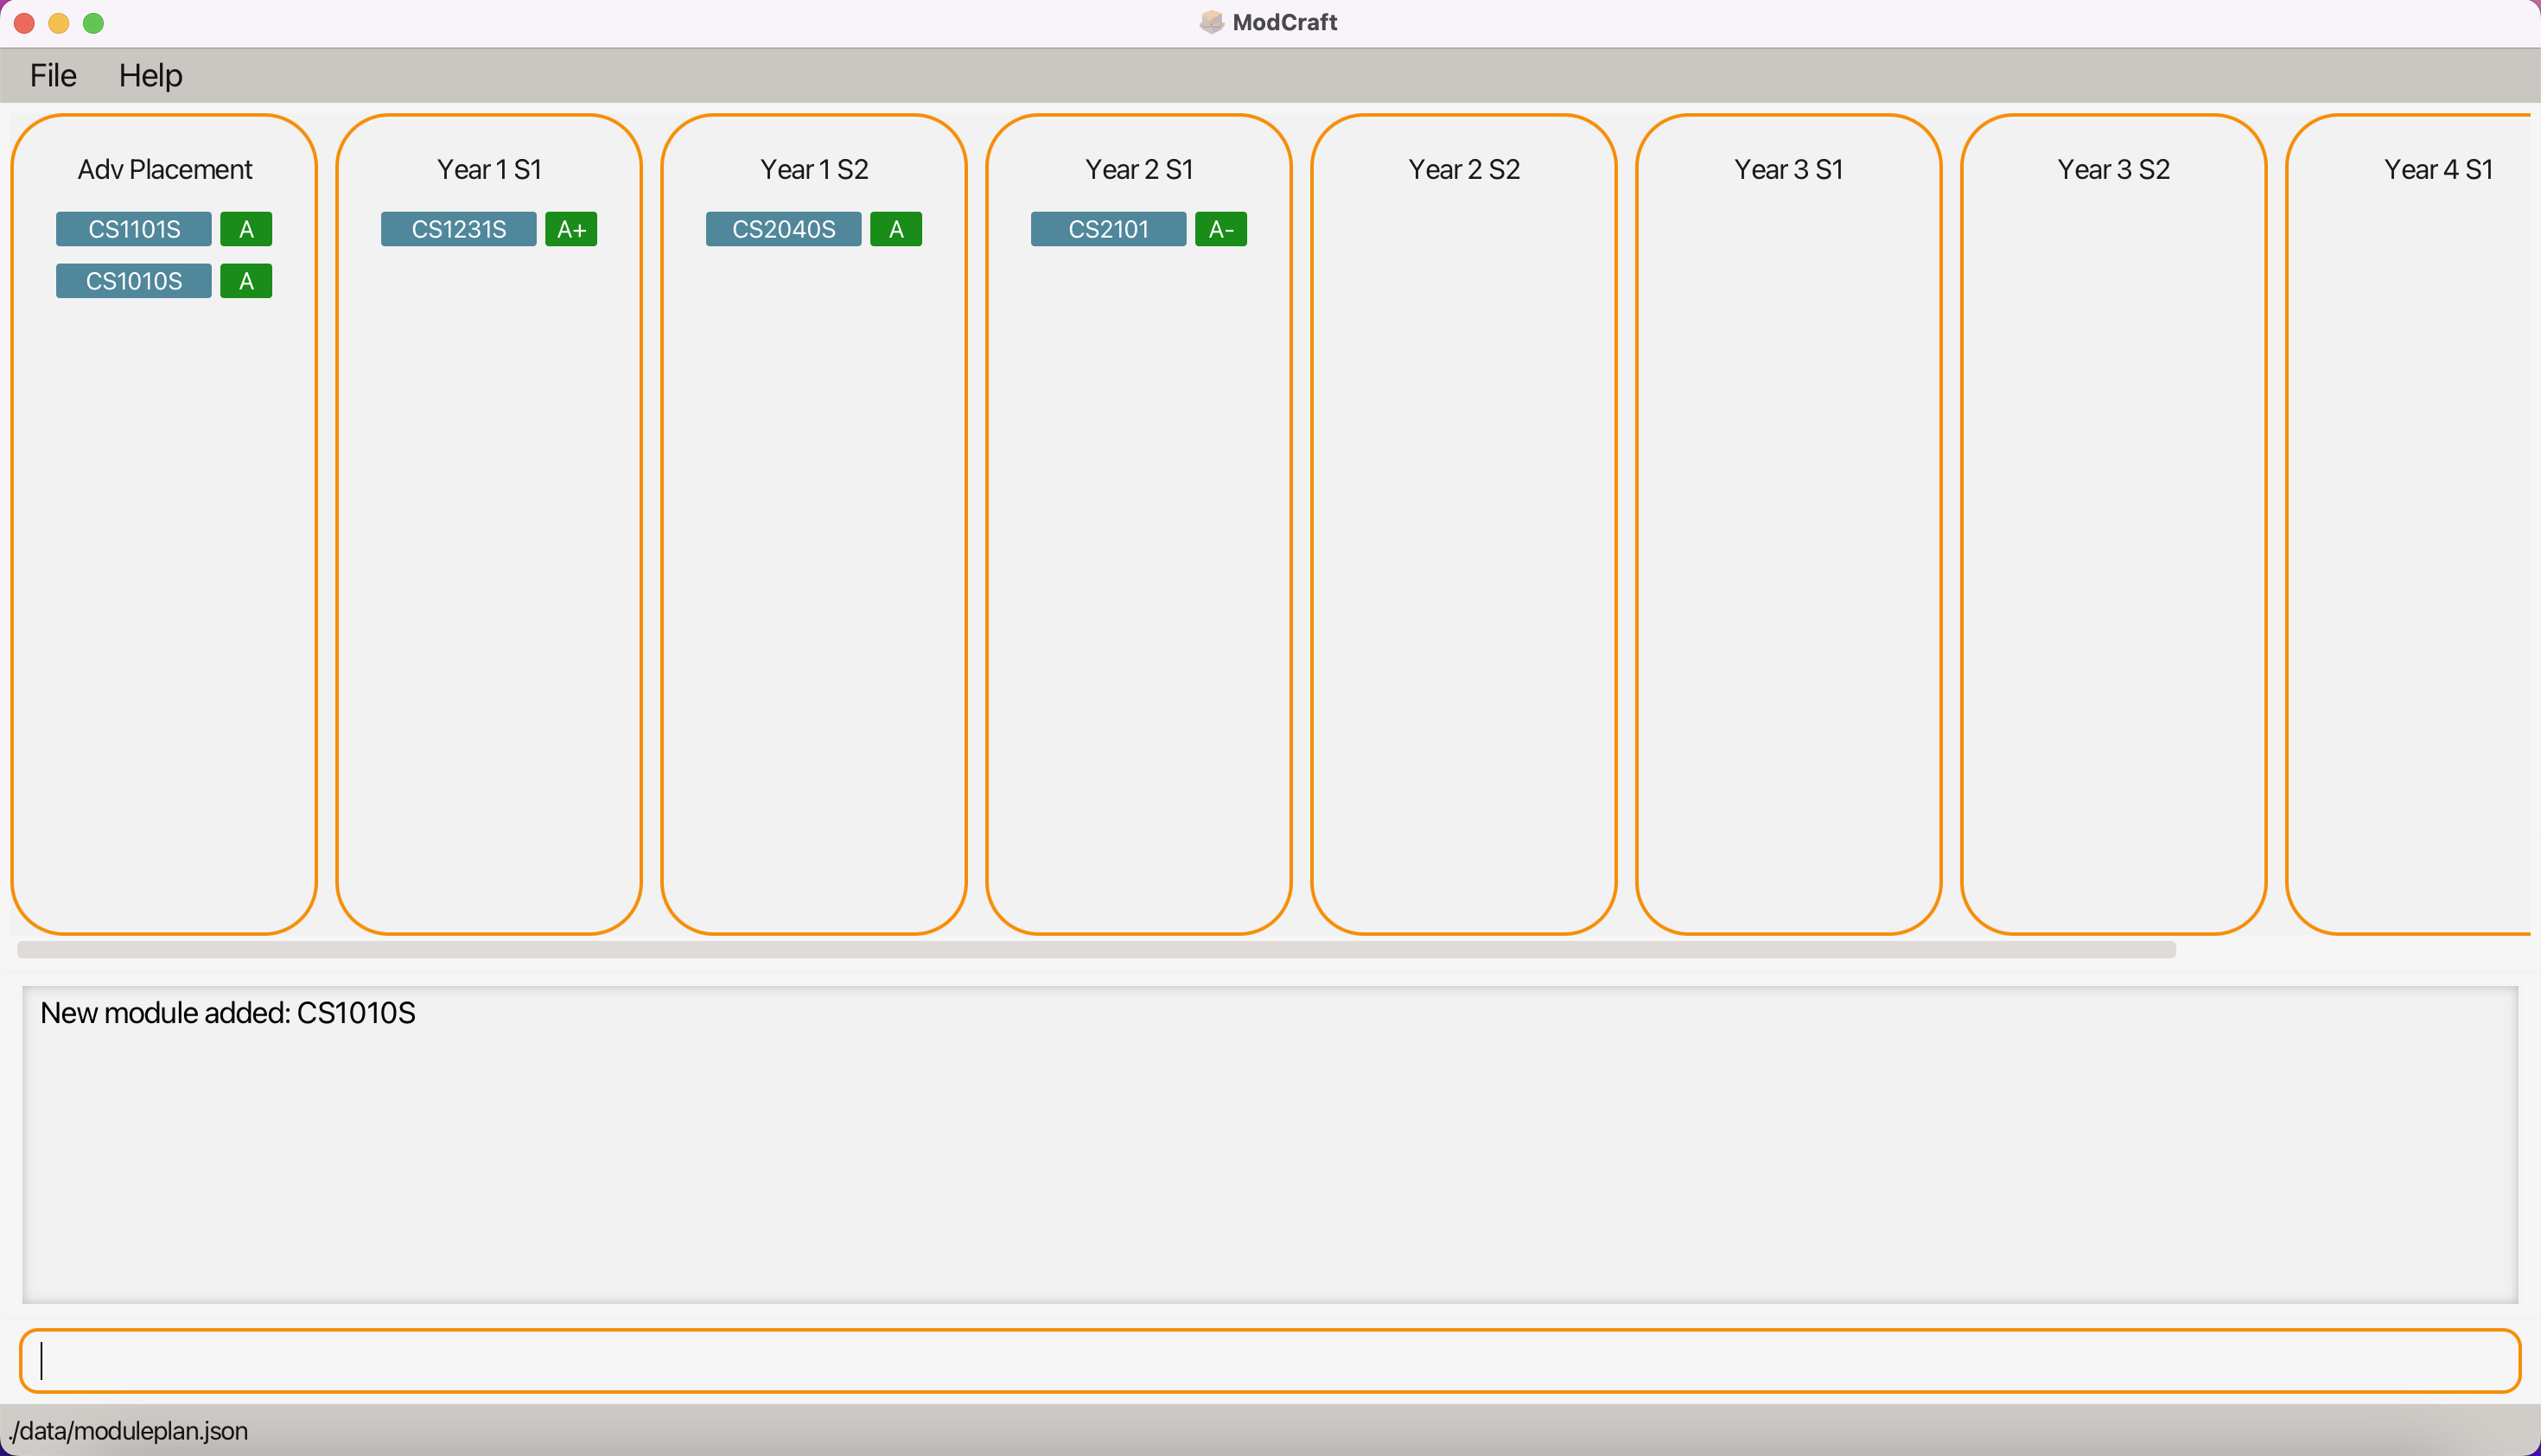 ModCraft
File Help
Adv Placement
CS1101S A
CS1010S A
Year 1 S1
CS1231S A+
Year 1 S2
CS2040S A
Year 2 S1
CS2101 A-
Year 2 S2
Year 3 S1
Year 3 S2
Year 4 S1
New module added: CS1010S
./data/moduleplan.json